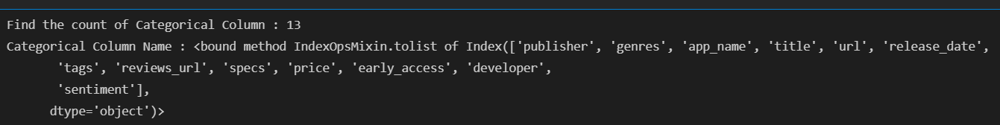 Find the count of Categorical Column : 13
Categorical Column Name : <bound method IndexOpsMixin.tolist of Index(['publisher', 'genres', 'app_name', 'title', 'url', 'release_date',
'tags', 'reviews_url', 'specs', 'price', 'early_access', 'developer',
'sentiment'],
dtype='object')>